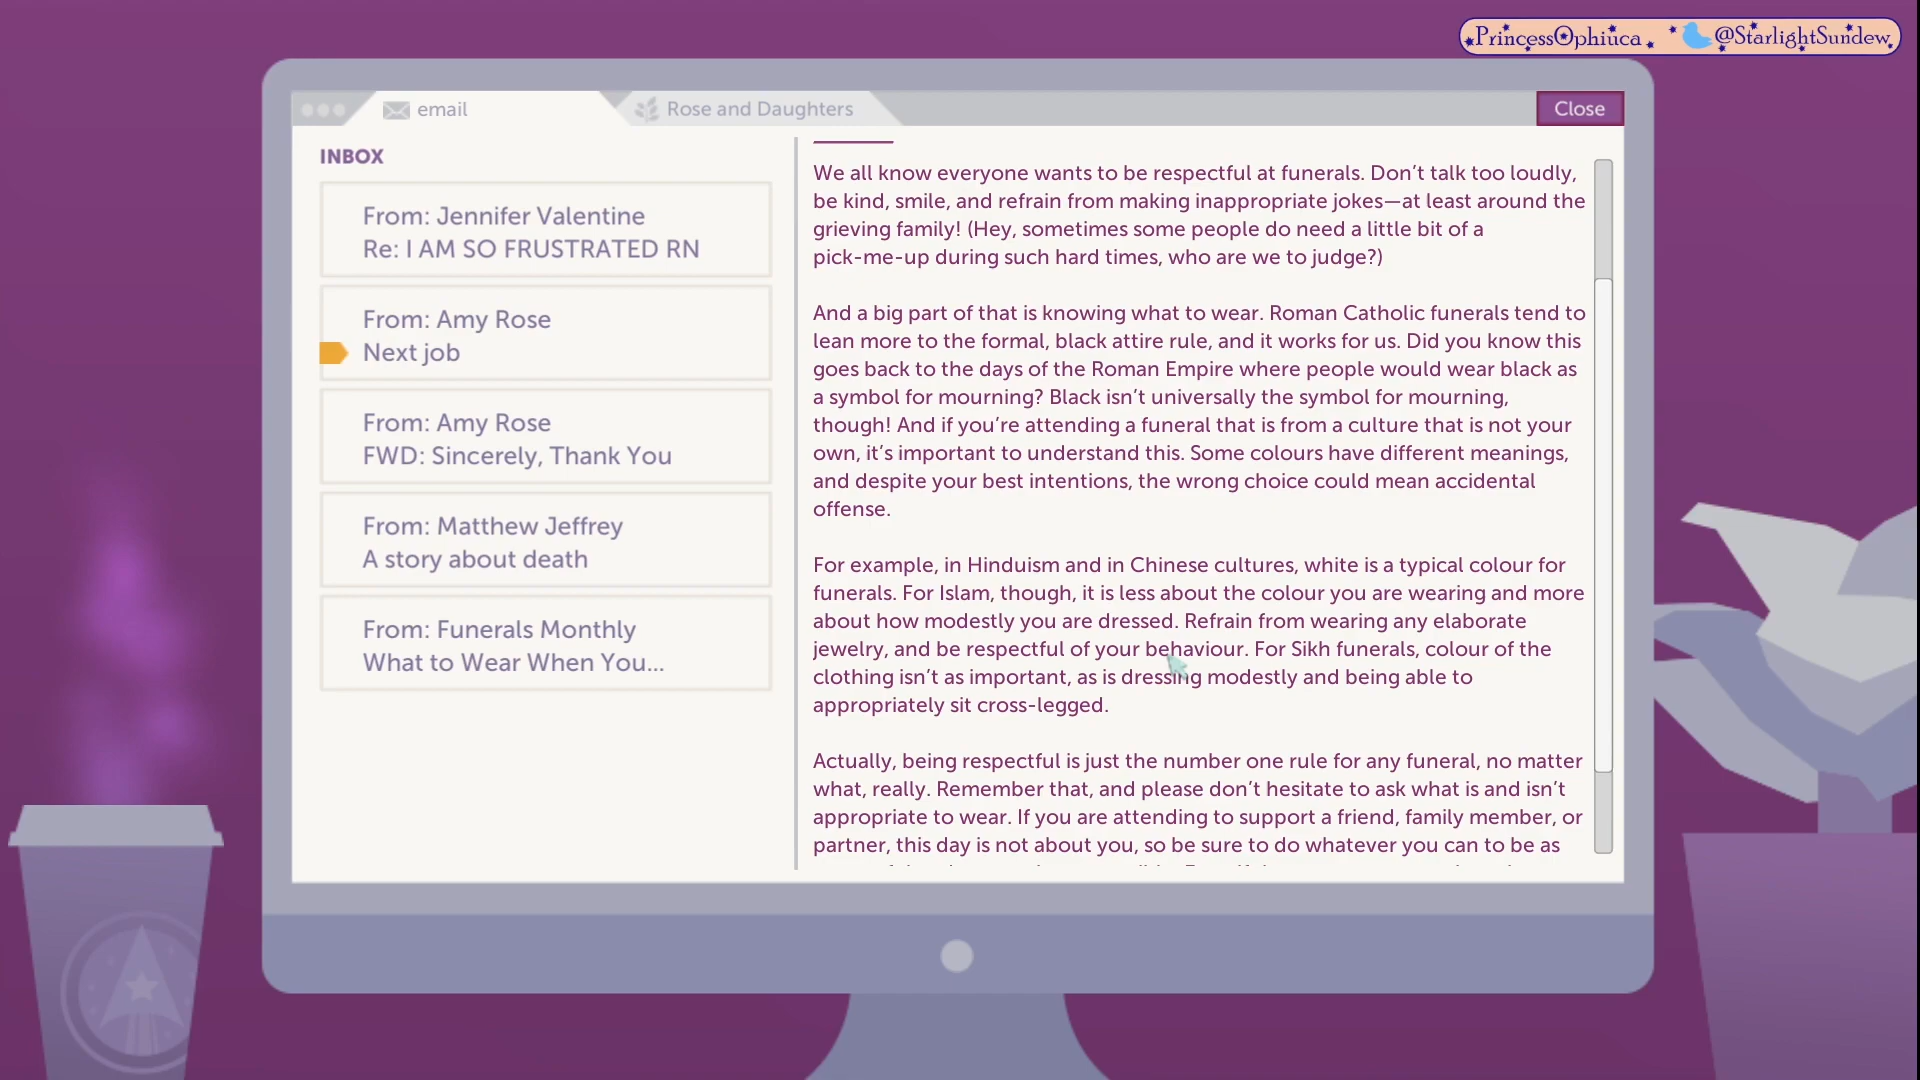 PrincessOphiuca
@StarlightSundew
email
Rose and Daughters
Close
INBOX
From: Jennifer Valentine
Re: I AM SO FRUSTRATED RN
From: Amy Rose
Next job
From: Amy Rose
FWD: Sincerely, Thank You
From: Matthew Jeffrey
A story about death
From: Funerals Monthly
What to Wear When You...
We all know everyone wants to be respectful at funerals. Don’t talk too loudly,
be kind, smile, and refrain from making inappropriate jokes—at least around the
grieving family! (Hey, sometimes some people do need a little bit of a
pick-me-up during such hard times, who are we to judge?)
And a big part of that is knowing what to wear. Roman Catholic funerals tend to
lean more to the formal, black attire rule, and it works for us. Did you know this
goes back to the days of the Roman Empire where people would wear black as
a symbol for mourning? Black isn’t universally the symbol for mourning,
though! And if you’re attending a funeral that is from a culture that is not your
own, it’s important to understand this. Some colours have different meanings,
and despite your best intentions, the wrong choice could mean accidental
offense.
For example, in Hinduism and in Chinese cultures, white is a typical colour for
funerals. For Islam, though, it is less about the colour you are wearing and more
about how modestly you are dressed. Refrain from wearing any elaborate
jewelry, and be respectful of your behaviour. For Sikh funerals, colour of the
clothing isn’t as important, as is dressing modestly and being able to
appropriately sit cross-legged.
Actually, being respectful is just the number one rule for any funeral, no matter
what, really. Remember that, and please don’t hesitate to ask what is and isn’t
appropriate to wear. If you are attending to support a friend, family member, or
partner, this day is not about you, so be sure to do whatever you can to be as